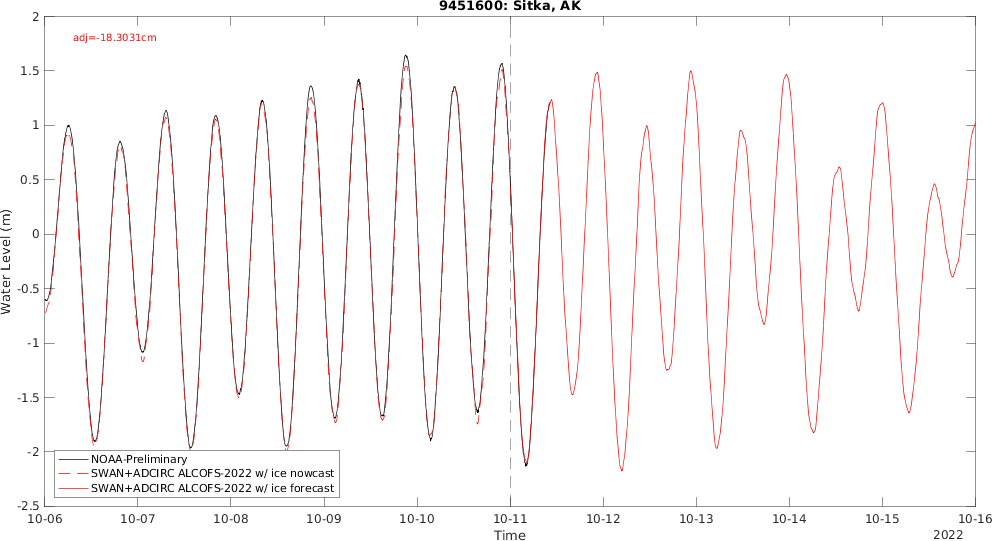 9451600: Sitka, AK
adj=-18.3031cm
2
1.5
1
0.5
0
-0.5
-1
-1.5
-2
-2.5
Water Level (m)
NOAA-Preliminary
SWAN+ADCIRC ALCOFS-2022 w/ ice nowcast
SWAN+ADCIRC ALCOFS-2022 w/ ice forecast
10-06 10-07 10-08 10-09 10-10 10-11 10-12 10-13 10-14 10-15 10-16
Time
2022